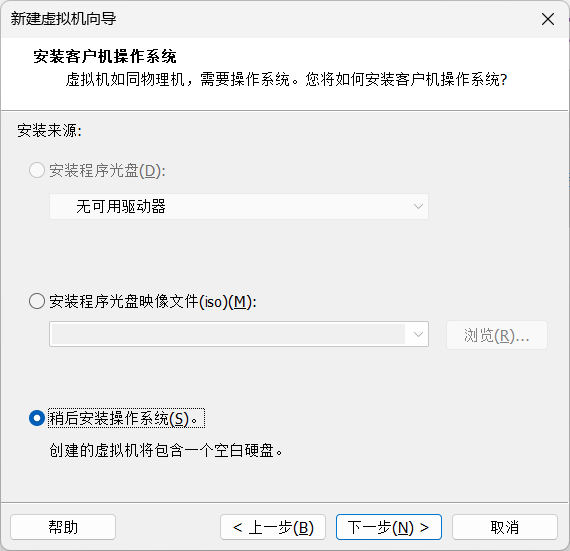 新建虚拟机向导
安装客户机操作系统
虚拟机如同物理机，需要操作系统。您将如何安装客户机操作系统?
安装来源:
安装程序光盘(D):
无可用驱动器
安装程序光盘映像文件(iso)(M):
浏览(R)...
稍后安装操作系统(S)。
创建的虚拟机将包含一个空白硬盘。
帮助
< 上一步(B)
下一步(N) >
取消